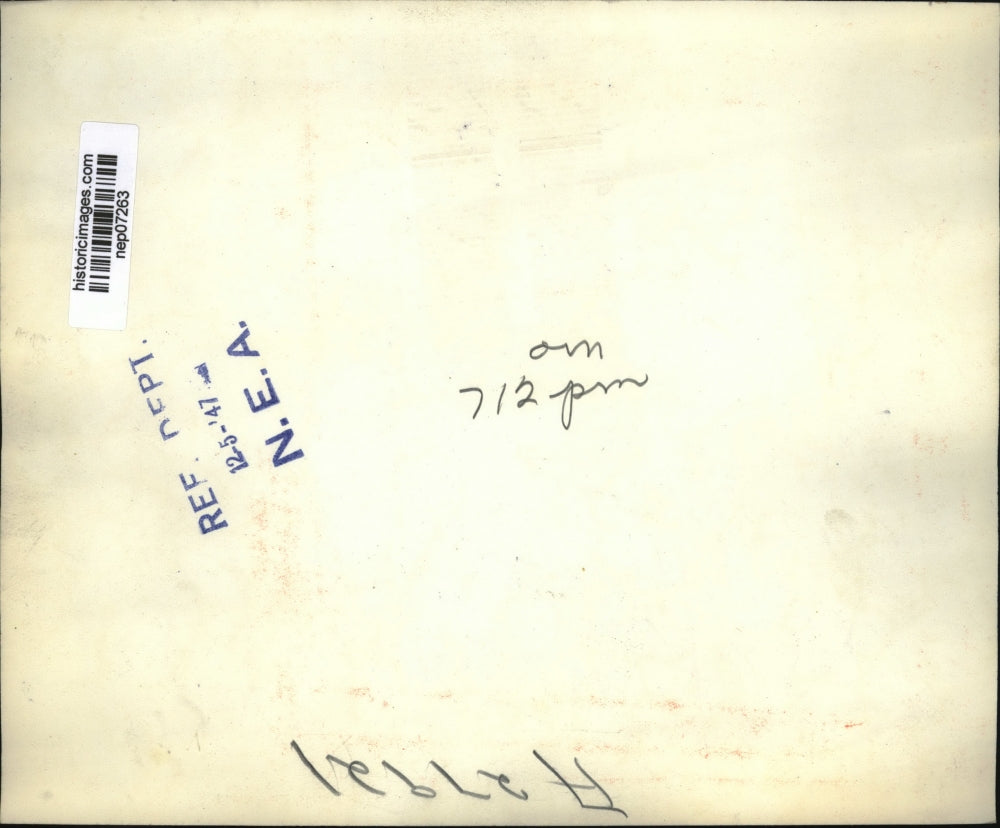 historicimages.com
nep07263
REF. DEPT.
12-5-'47
N.E.A.
om
712 pm